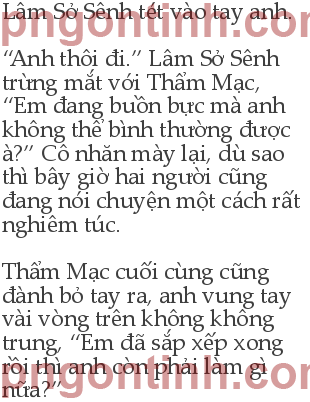 Lâm Sở Sênh tét vào tay anh.
“Anh thôi đi.” Lâm Sở Sênh
trừng mắt với Thẩm Mạc,
“Em đang buồn bực mà anh
không thể bình thường được
à?” Cô nhăn mày lại, dù sao
thì bây giờ hai người cũng
đang nói chuyện một cách rất
nghiêm túc.
Thẩm Mạc cuối cùng cũng
đành bỏ tay ra, anh vung tay
vài vòng trên không không
trung, “Em đã sắp xếp xong
rồi thì anh còn phải làm gì
nữa?”
pngontinh.com
pngontinh.com